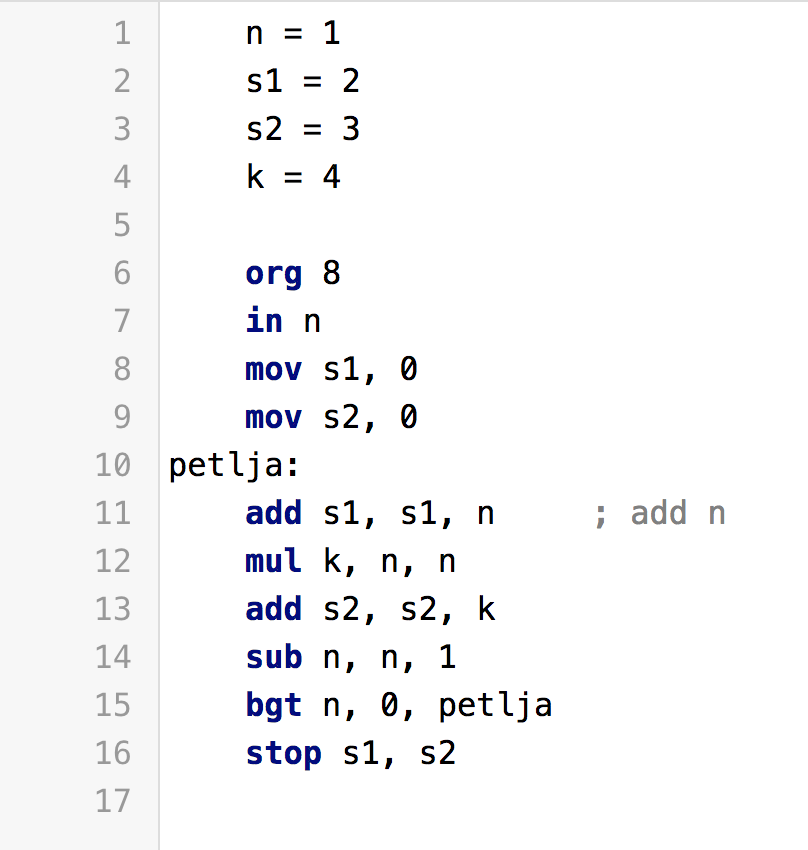 1 n = 1
2 s1 = 2
3 s2 = 3
4 k = 4
5
6 org 8
7 in n
8 mov s1, 0
9 mov s2, 0
10 petlja:
11 add s1, s1, n ; add n
12 mul k, n, n
13 add s2, s2, k
14 sub n, n, 1
15 bgt n, 0, petlja
16 stop s1, s2
17